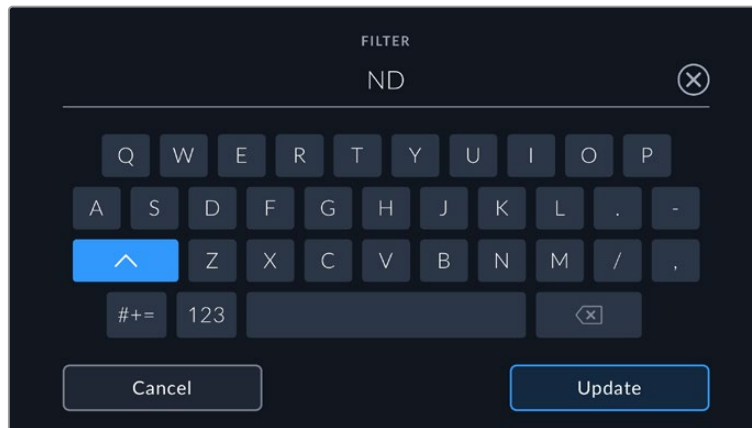 FILTER
ND
Q W E R T Y U I O P
A S D F G H J K L . -
Z X C V B N M / ,
#+= 123
Cancel Update